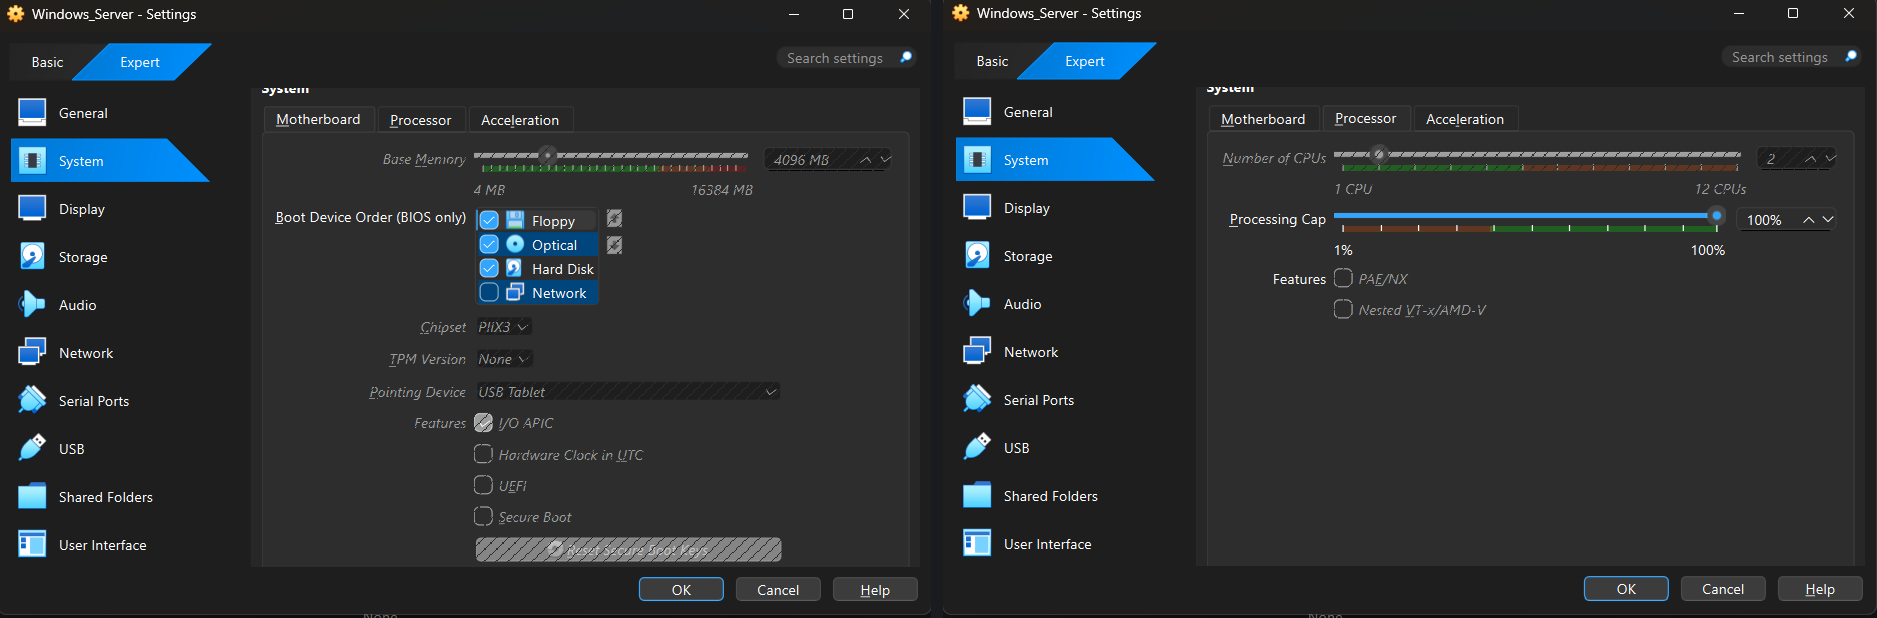 Windows_Server - Settings
Basic
Expert
Search settings
General
System
Display
Storage
Audio
Network
Serial Ports
USB
Shared Folders
User Interface
System
Motherboard
Processor
Acceleration
Base Memory
4096 MB
4 MB
16384 MB
Boot Device Order (BIOS only)
Floppy
Optical
Hard Disk
Network
Chipset
PIIX3
TPM Version
None
Pointing Device
USB Tablet
Features
I/O APIC
Hardware Clock in UTC
UEFI
Secure Boot
Reset Secure Boot Keys
OK
Cancel
Help
None
Windows_Server - Settings
Basic
Expert
Search settings
General
System
Display
Storage
Audio
Network
Serial Ports
USB
Shared Folders
User Interface
System
Motherboard
Processor
Acceleration
Number of CPUs
2
1 CPU
12 CPUs
Processing Cap
100%
1%
100%
Features
PAE/NX
Nested VT-x/AMD-V
OK
Cancel
Help
None